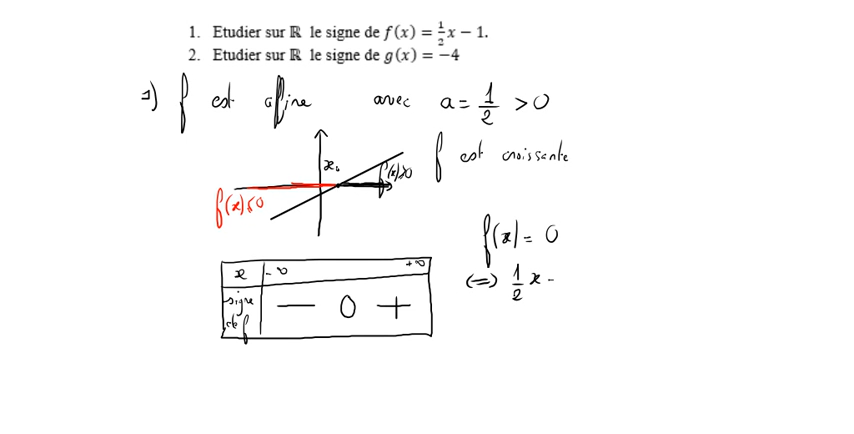 1. Etudier sur ℝ le signe de f(x) = 1/2 x − 1.
2. Etudier sur ℝ le signe de g(x) = −4
1) f est affine avec a = 1/2 > 0
f est croissante
x₀
f(x)≥0
f(x)≤0
f(x) = 0
(=) 1/2 x -
x -∞ +∞
signe de f — 0 +